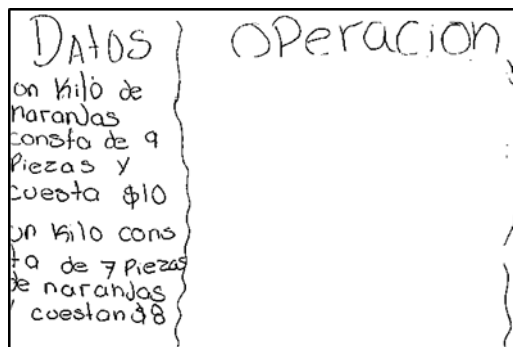 DAtOS
OPeracion
un kilo de
naranJas
consta de 9
Piezas Y
cuesta $10
un kilo cons
ta de 7 Piezas
de naranJas
y cuestan $8